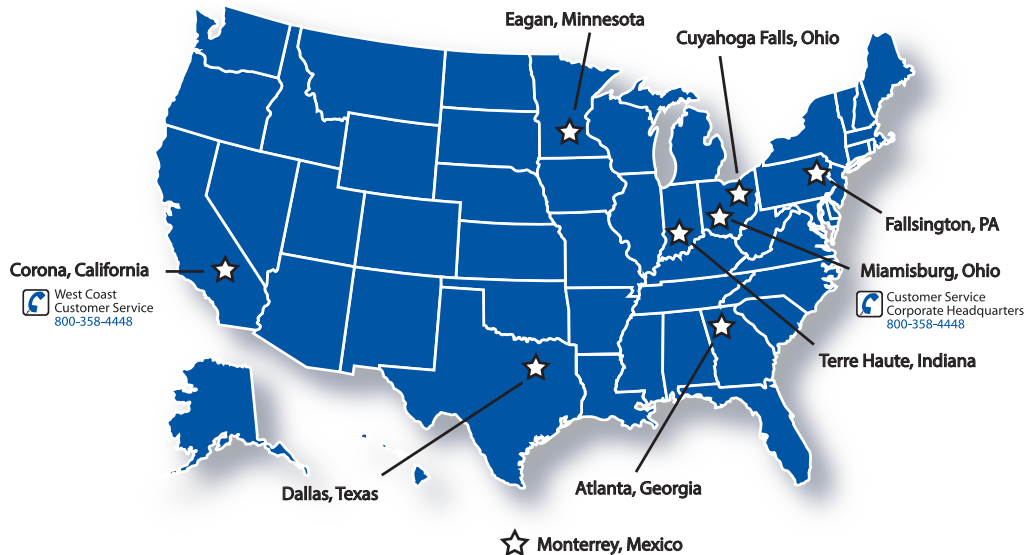 Eagan, Minnesota
Cuyahoga Falls, Ohio
Fallsington, PA
Corona, California
West Coast
Customer Service
800-358-4448
Miamisburg, Ohio
Customer Service
Corporate Headquarters
800-358-4448
Terre Haute, Indiana
Dallas, Texas
Atlanta, Georgia
Monterrey, Mexico